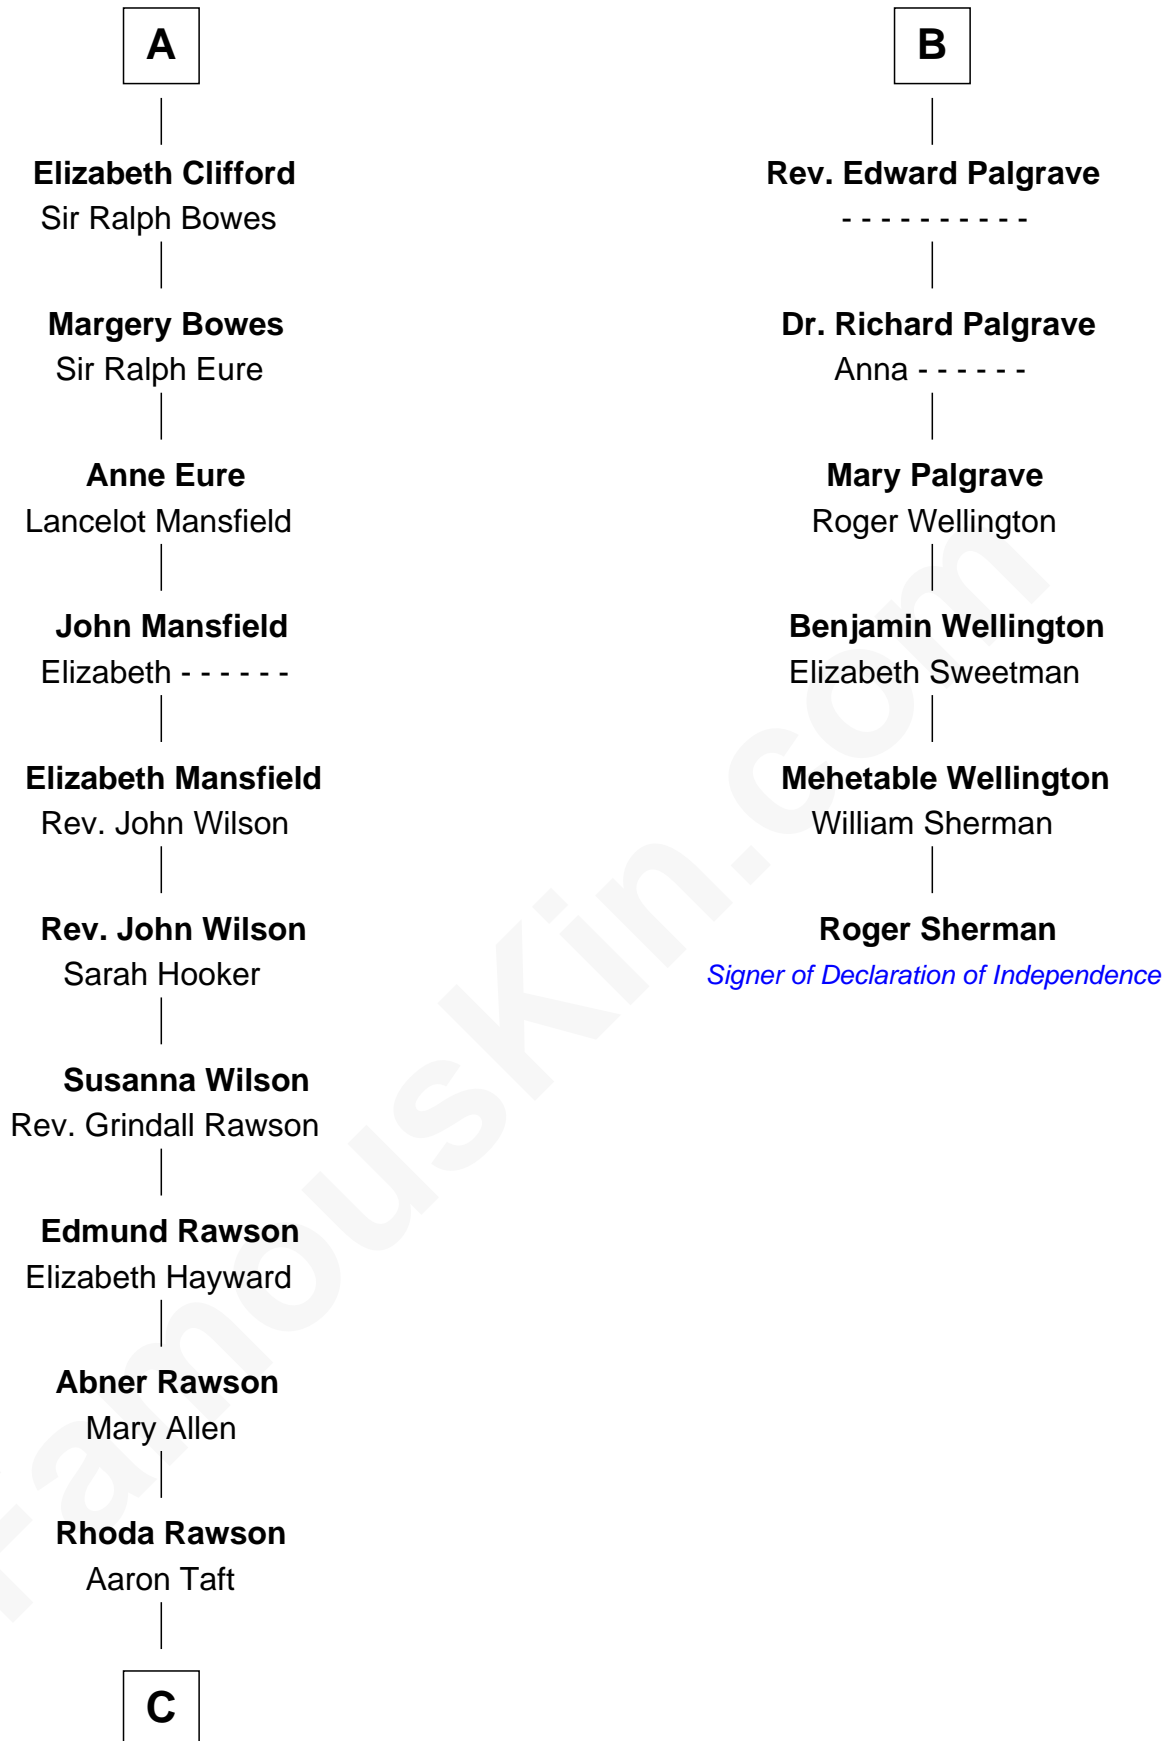 A
Elizabeth Clifford
Sir Ralph Bowes
Margery Bowes
Sir Ralph Eure
Anne Eure
Lancelot Mansfield
John Mansfield
Elizabeth - - - - - -
Elizabeth Mansfield
Rev. John Wilson
Rev. John Wilson
Sarah Hooker
Susanna Wilson
Rev. Grindall Rawson
Edmund Rawson
Elizabeth Hayward
Abner Rawson
Mary Allen
Rhoda Rawson
Aaron Taft
C
B
Rev. Edward Palgrave
- - - - - - - - - -
Dr. Richard Palgrave
Anna - - - - - -
Mary Palgrave
Roger Wellington
Benjamin Wellington
Elizabeth Sweetman
Mehetable Wellington
William Sherman
Roger Sherman
Signer of Declaration of Independence
FamousKin.com